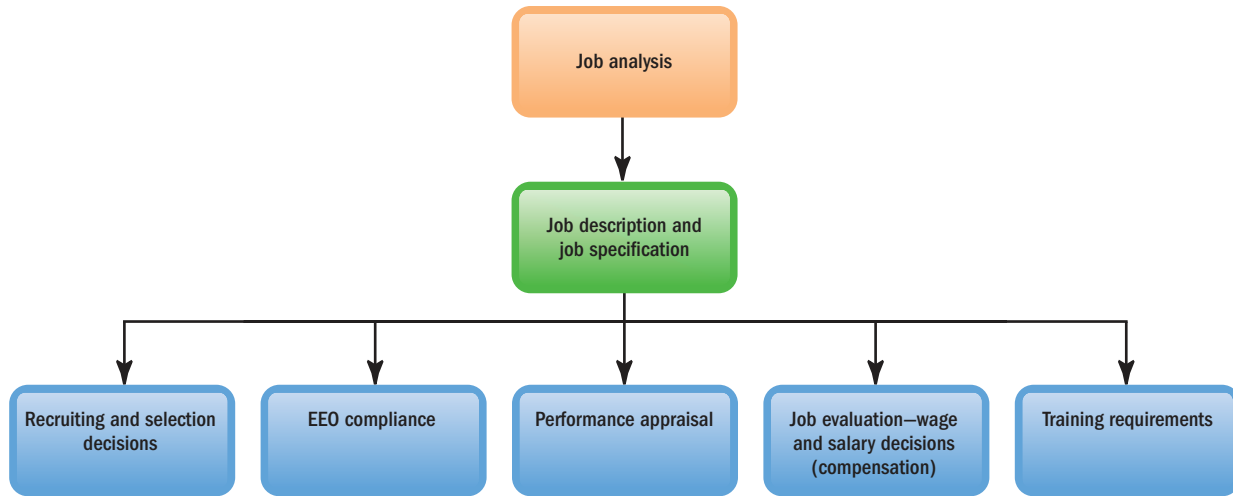 Job analysis
Job description and
job specification
Recruiting and selection
decisions
EEO compliance
Performance appraisal
Job evaluation—wage
and salary decisions
(compensation)
Training requirements